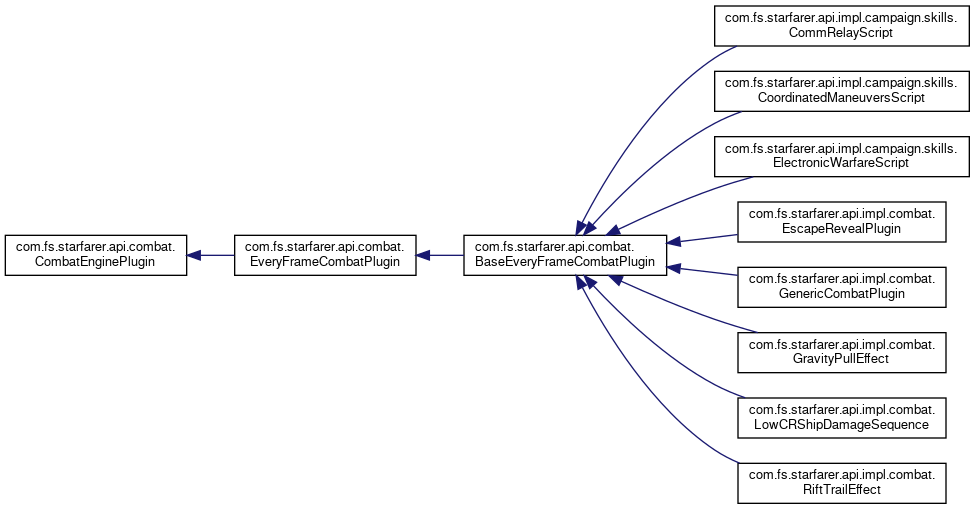 com.fs.starfarer.api.impl.campaign.skills.
CommRelayScript
com.fs.starfarer.api.impl.campaign.skills.
CoordinatedManeuversScript
com.fs.starfarer.api.impl.campaign.skills.
ElectronicWarfareScript
com.fs.starfarer.api.impl.combat.
EscapeRevealPlugin
com.fs.starfarer.api.combat.
CombatEnginePlugin
com.fs.starfarer.api.combat.
EveryFrameCombatPlugin
com.fs.starfarer.api.combat.
BaseEveryFrameCombatPlugin
com.fs.starfarer.api.impl.combat.
GenericCombatPlugin
com.fs.starfarer.api.impl.combat.
GravityPullEffect
com.fs.starfarer.api.impl.combat.
LowCRShipDamageSequence
com.fs.starfarer.api.impl.combat.
RiftTrailEffect